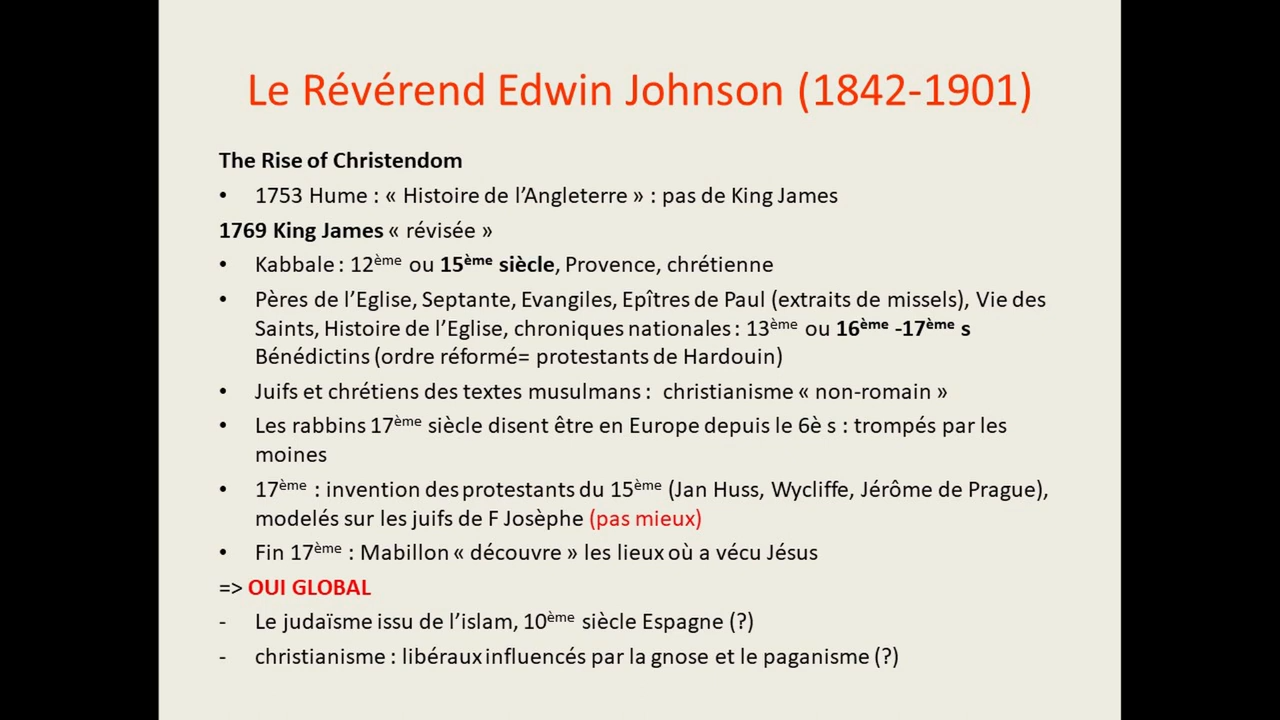 Le Révérend Edwin Johnson (1842-1901)
The Rise of Christendom
• 1753 Hume : « Histoire de l’Angleterre » : pas de King James
1769 King James « révisée »
• Kabbale : 12ème ou 15ème siècle, Provence, chrétienne
• Pères de l’Eglise, Septante, Evangiles, Epîtres de Paul (extraits de missels), Vie des
Saints, Histoire de l’Eglise, chroniques nationales : 13ème ou 16ème -17ème s
Bénédictins (ordre réformé= protestants de Hardouin)
• Juifs et chrétiens des textes musulmans : christianisme « non-romain »
• Les rabbins 17ème siècle disent être en Europe depuis le 6è s : trompés par les
moines
• 17ème : invention des protestants du 15ème (Jan Huss, Wycliffe, Jérôme de Prague),
modelés sur les juifs de F Josèphe (pas mieux)
• Fin 17ème : Mabillon « découvre » les lieux où a vécu Jésus
=> OUI GLOBAL
- Le judaïsme issu de l’islam, 10ème siècle Espagne (?)
- christianisme : libéraux influencés par la gnose et le paganisme (?)